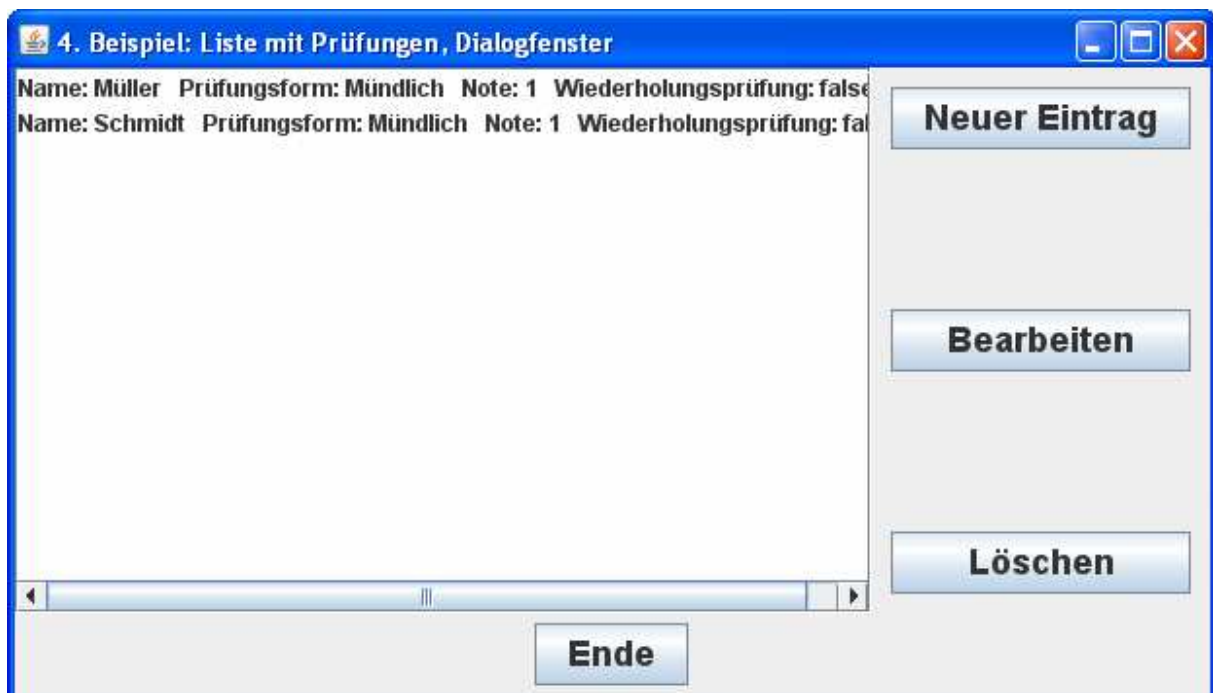 4. Beispiel: Liste mit Prüfungen, Dialogfenster
Name: Müller Prüfungsform: Mündlich Note: 1 Wiederholungsprüfung: false
Name: Schmidt Prüfungsform: Mündlich Note: 1 Wiederholungsprüfung: fal
Neuer Eintrag
Bearbeiten
Löschen
Ende